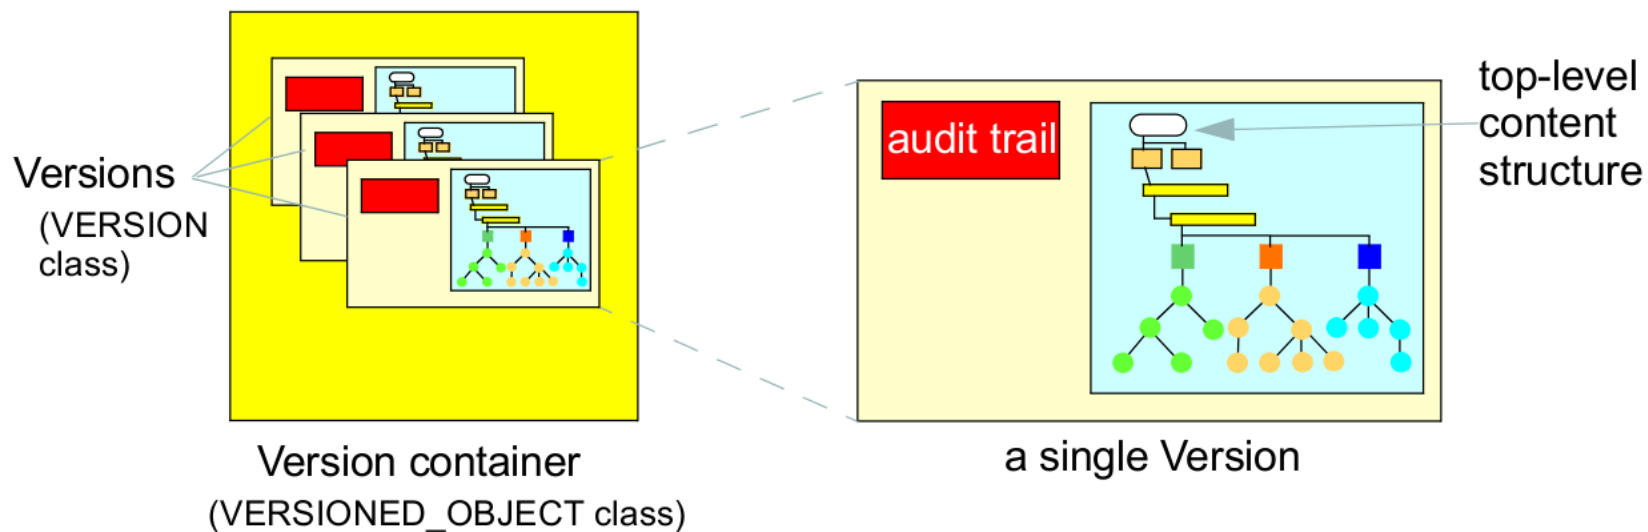 Versions
(VERSION
class)
Version container
(VERSIONED_OBJECT class)
audit trail
a single Version
top-level
content
structure